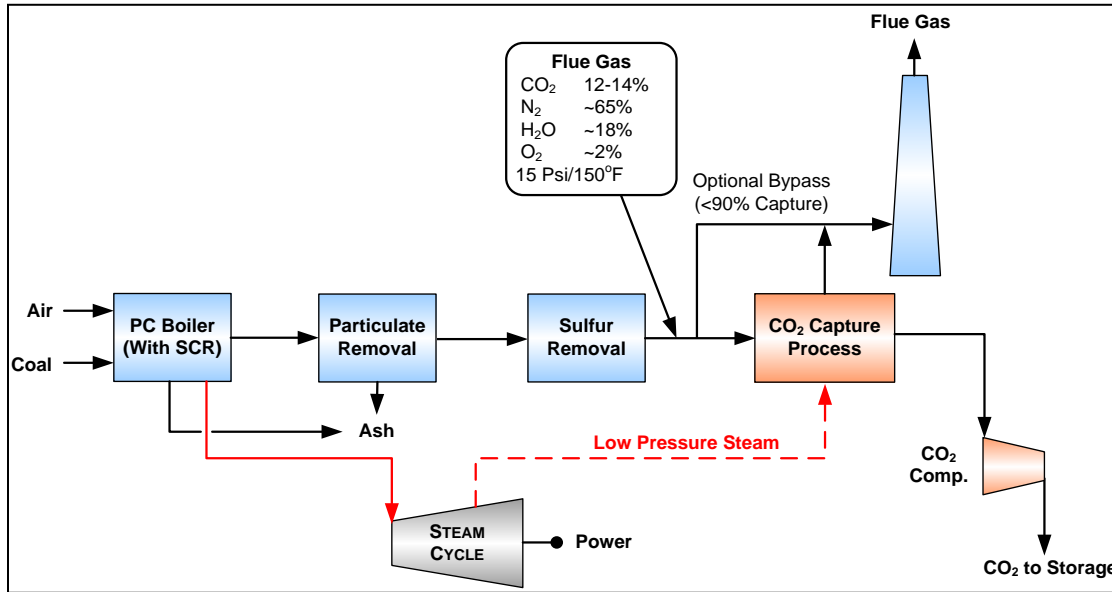 Flue Gas
Flue Gas
CO₂ 12-14%
N₂ ~65%
H₂O ~18%
O₂ ~2%
15 Psi/150°F
Optional Bypass
(<90% Capture)
Air
Coal
PC Boiler
(With SCR)
Particulate
Removal
Sulfur
Removal
CO₂ Capture
Process
Ash
Low Pressure Steam
CO₂
Comp.
STEAM
CYCLE
Power
CO₂ to Storage